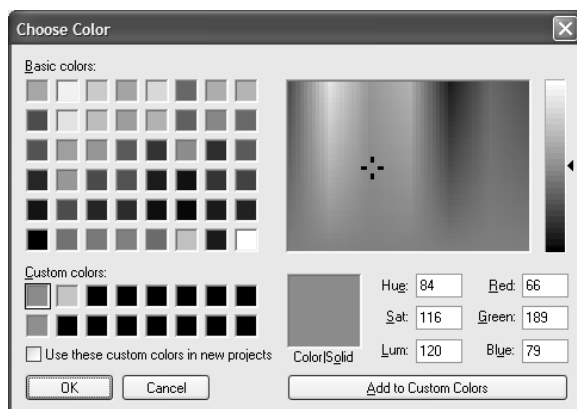 Choose Color
Basic colors:
Custom colors:
Use these custom colors in new projects
OK Cancel
Color|Solid
Hue: 84 Red: 66
Sat: 116 Green: 189
Lum: 120 Blue: 79
Add to Custom Colors